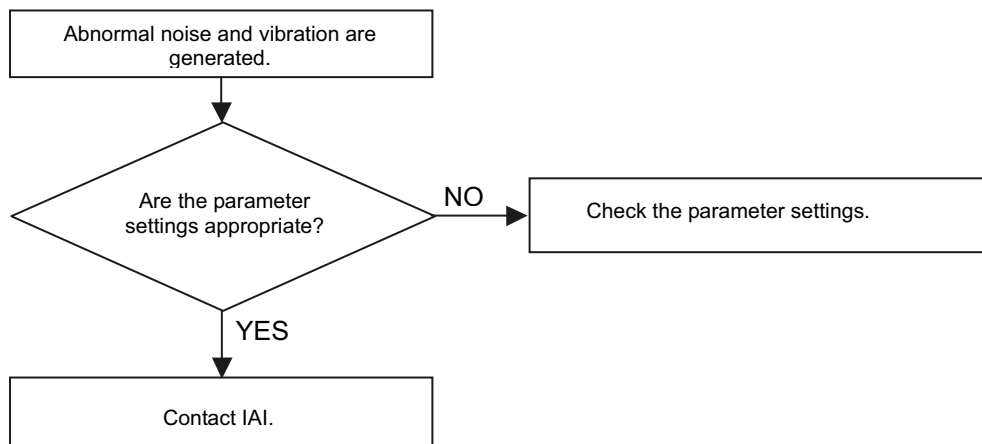 Abnormal noise and vibration are
generated.
Are the parameter
settings appropriate?
NO
Check the parameter settings.
YES
Contact IAI.